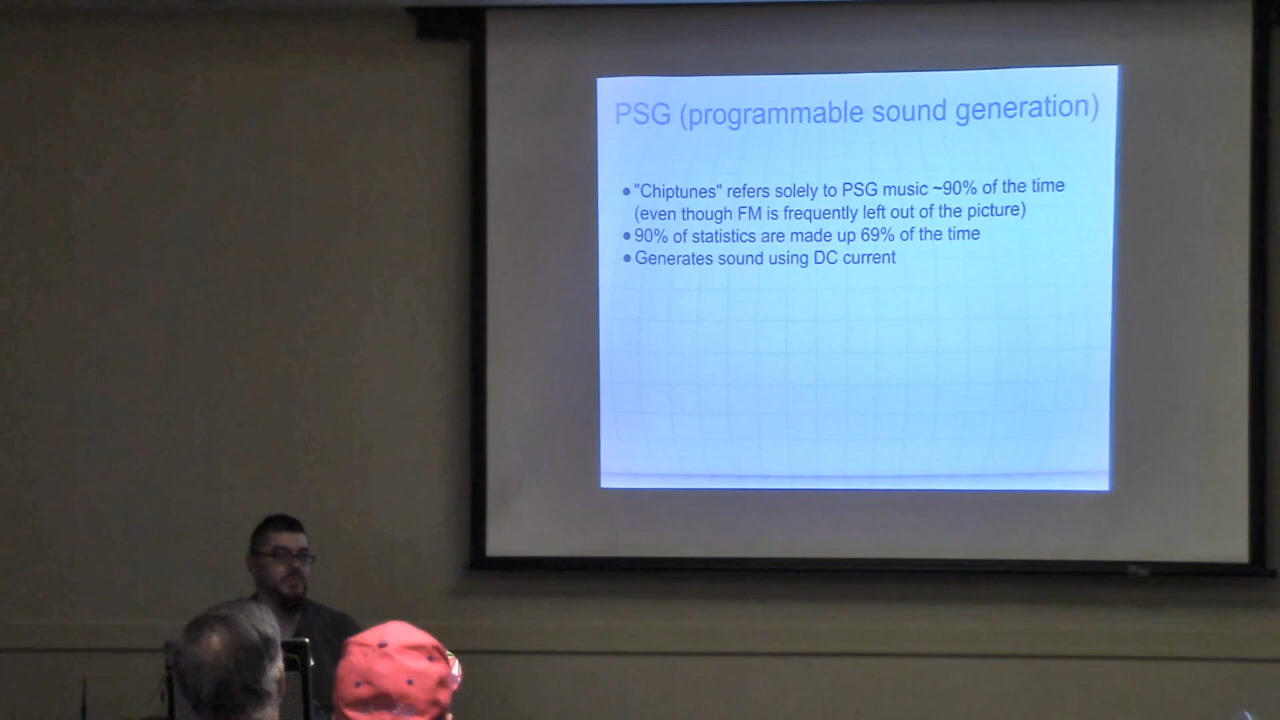 PSG (programmable sound generation)
• "Chiptunes" refers solely to PSG music ~90% of the time
(even though FM is frequently left out of the picture)
• 90% of statistics are made up 69% of the time
• Generates sound using DC current